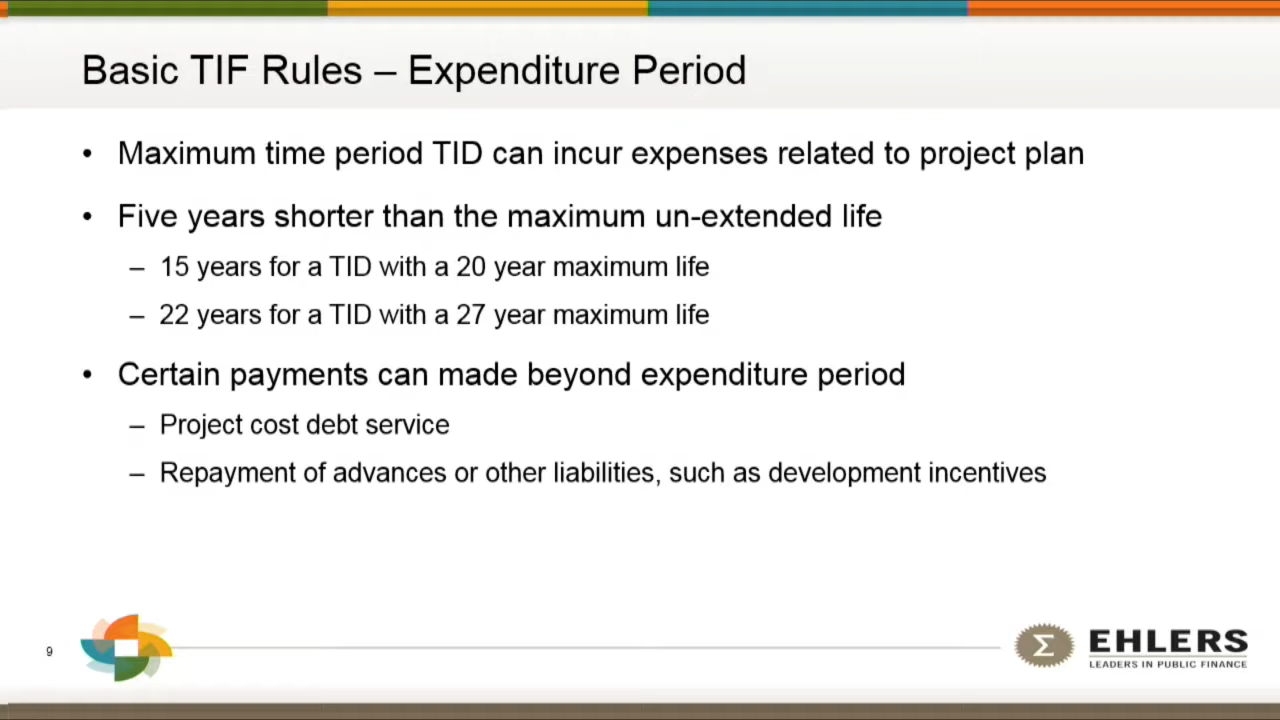 Basic TIF Rules – Expenditure Period
• Maximum time period TID can incur expenses related to project plan
• Five years shorter than the maximum un-extended life
– 15 years for a TID with a 20 year maximum life
– 22 years for a TID with a 27 year maximum life
• Certain payments can made beyond expenditure period
– Project cost debt service
– Repayment of advances or other liabilities, such as development incentives
9
Σ
EHLERS
LEADERS IN PUBLIC FINANCE